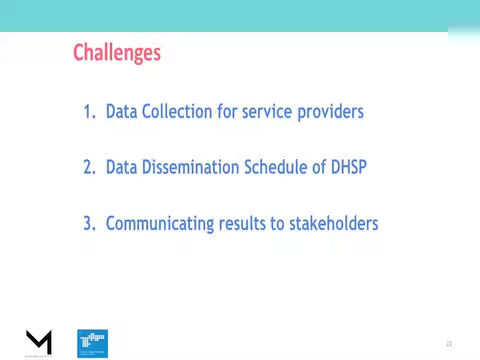 Challenges
1. Data Collection for service providers
2. Data Dissemination Schedule of DHSP
3. Communicating results to stakeholders